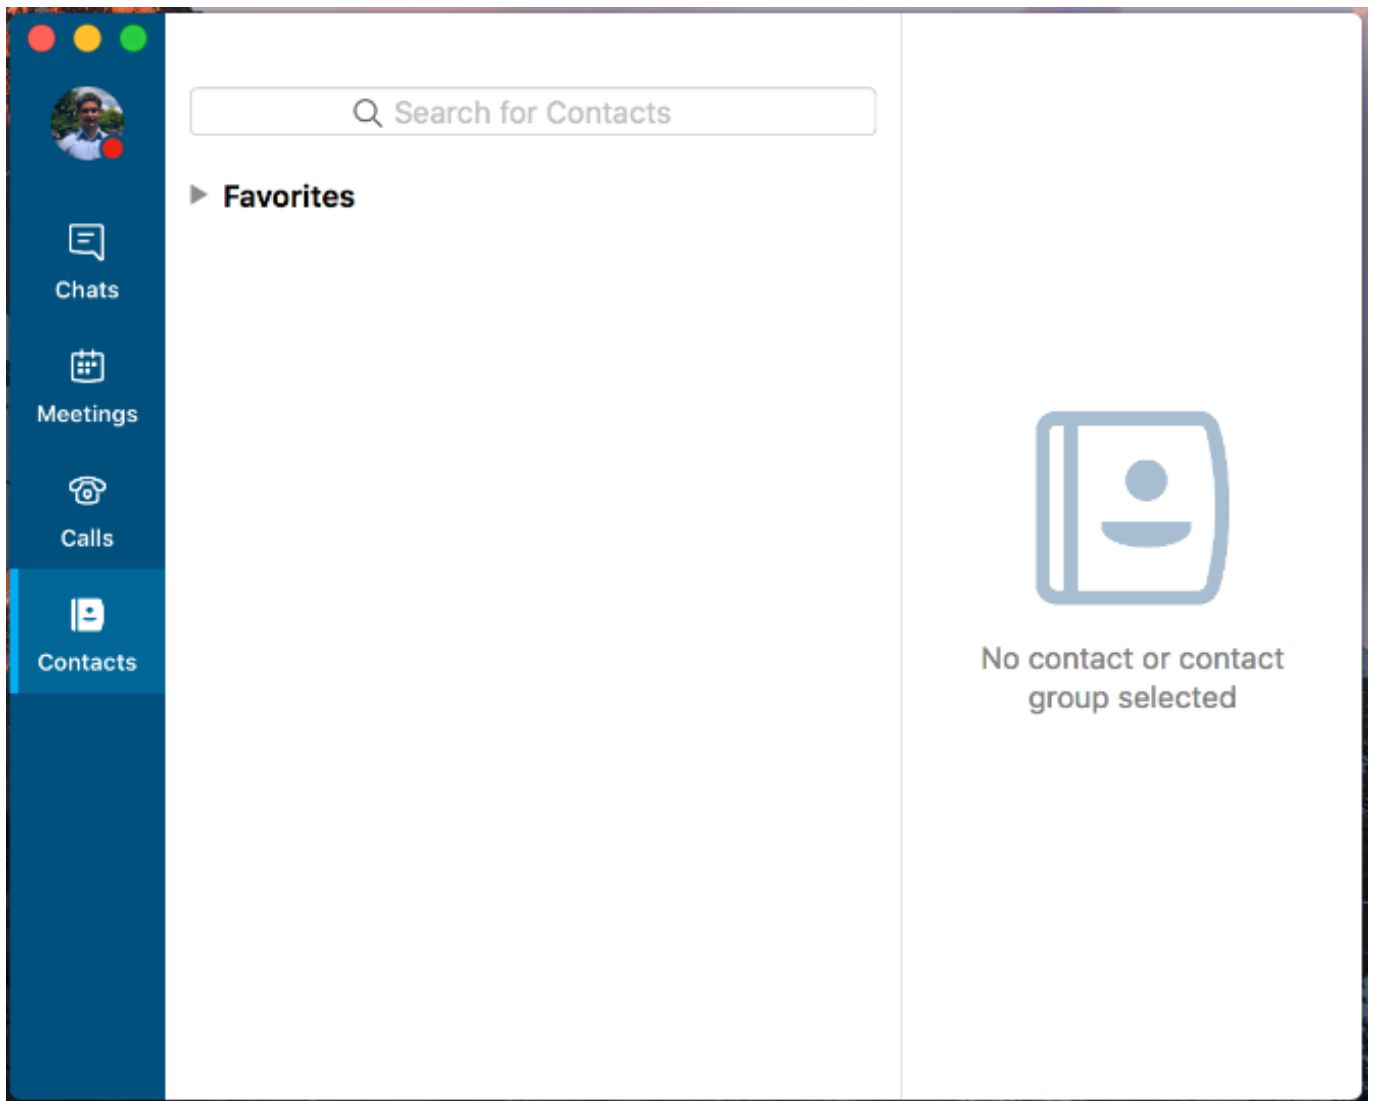 Search for Contacts
Favorites
Chats
Meetings
Calls
Contacts
No contact or contact
group selected